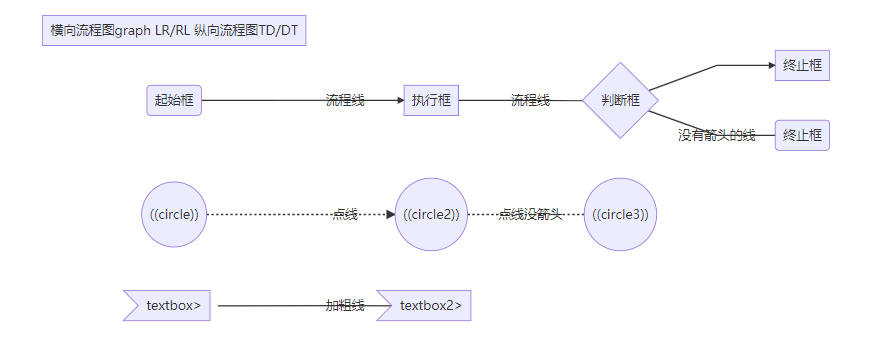 横向流程图graph LR/RL 纵向流程图TD/DT
终止框
起始框 流程线 执行框 流程线 判断框
没有箭头的线 终止框
((circle)) 点线 ((circle2)) 点线没箭头 ((circle3))
textbox> 加粗线 textbox2>